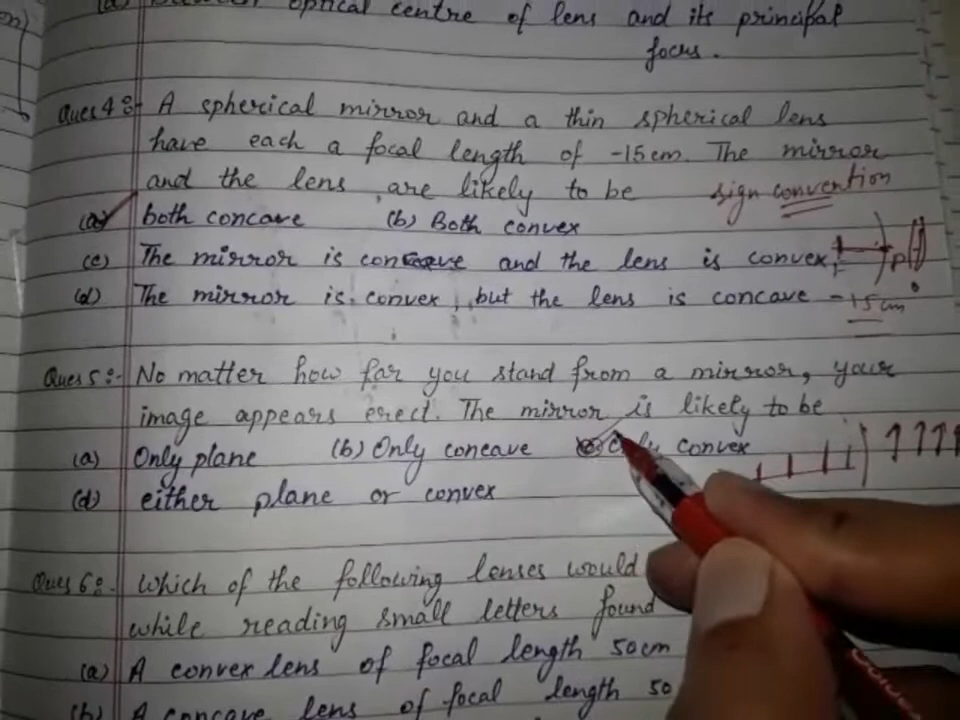 optical centre of lens and its principal
focus.
Ques 4:- A spherical mirror and a thin spherical lens
have each a focal length of -15cm. The mirror
and the lens are likely to be sign convention
(a) both concave (b) Both convex
(c) The mirror is concave and the lens is convex, P
(d) The mirror is convex, but the lens is concave -15cm
Ques 5:- No matter how far you stand from a mirror, your
image appears erect. The mirror is likely to be
(a) Only plane (b) Only concave (c) Only convex
(d) either plane or convex
Ques 6:- Which of the following lenses would
while reading small letters found
(a) A convex lens of focal length 50cm
(b) A concave lens of focal length 50